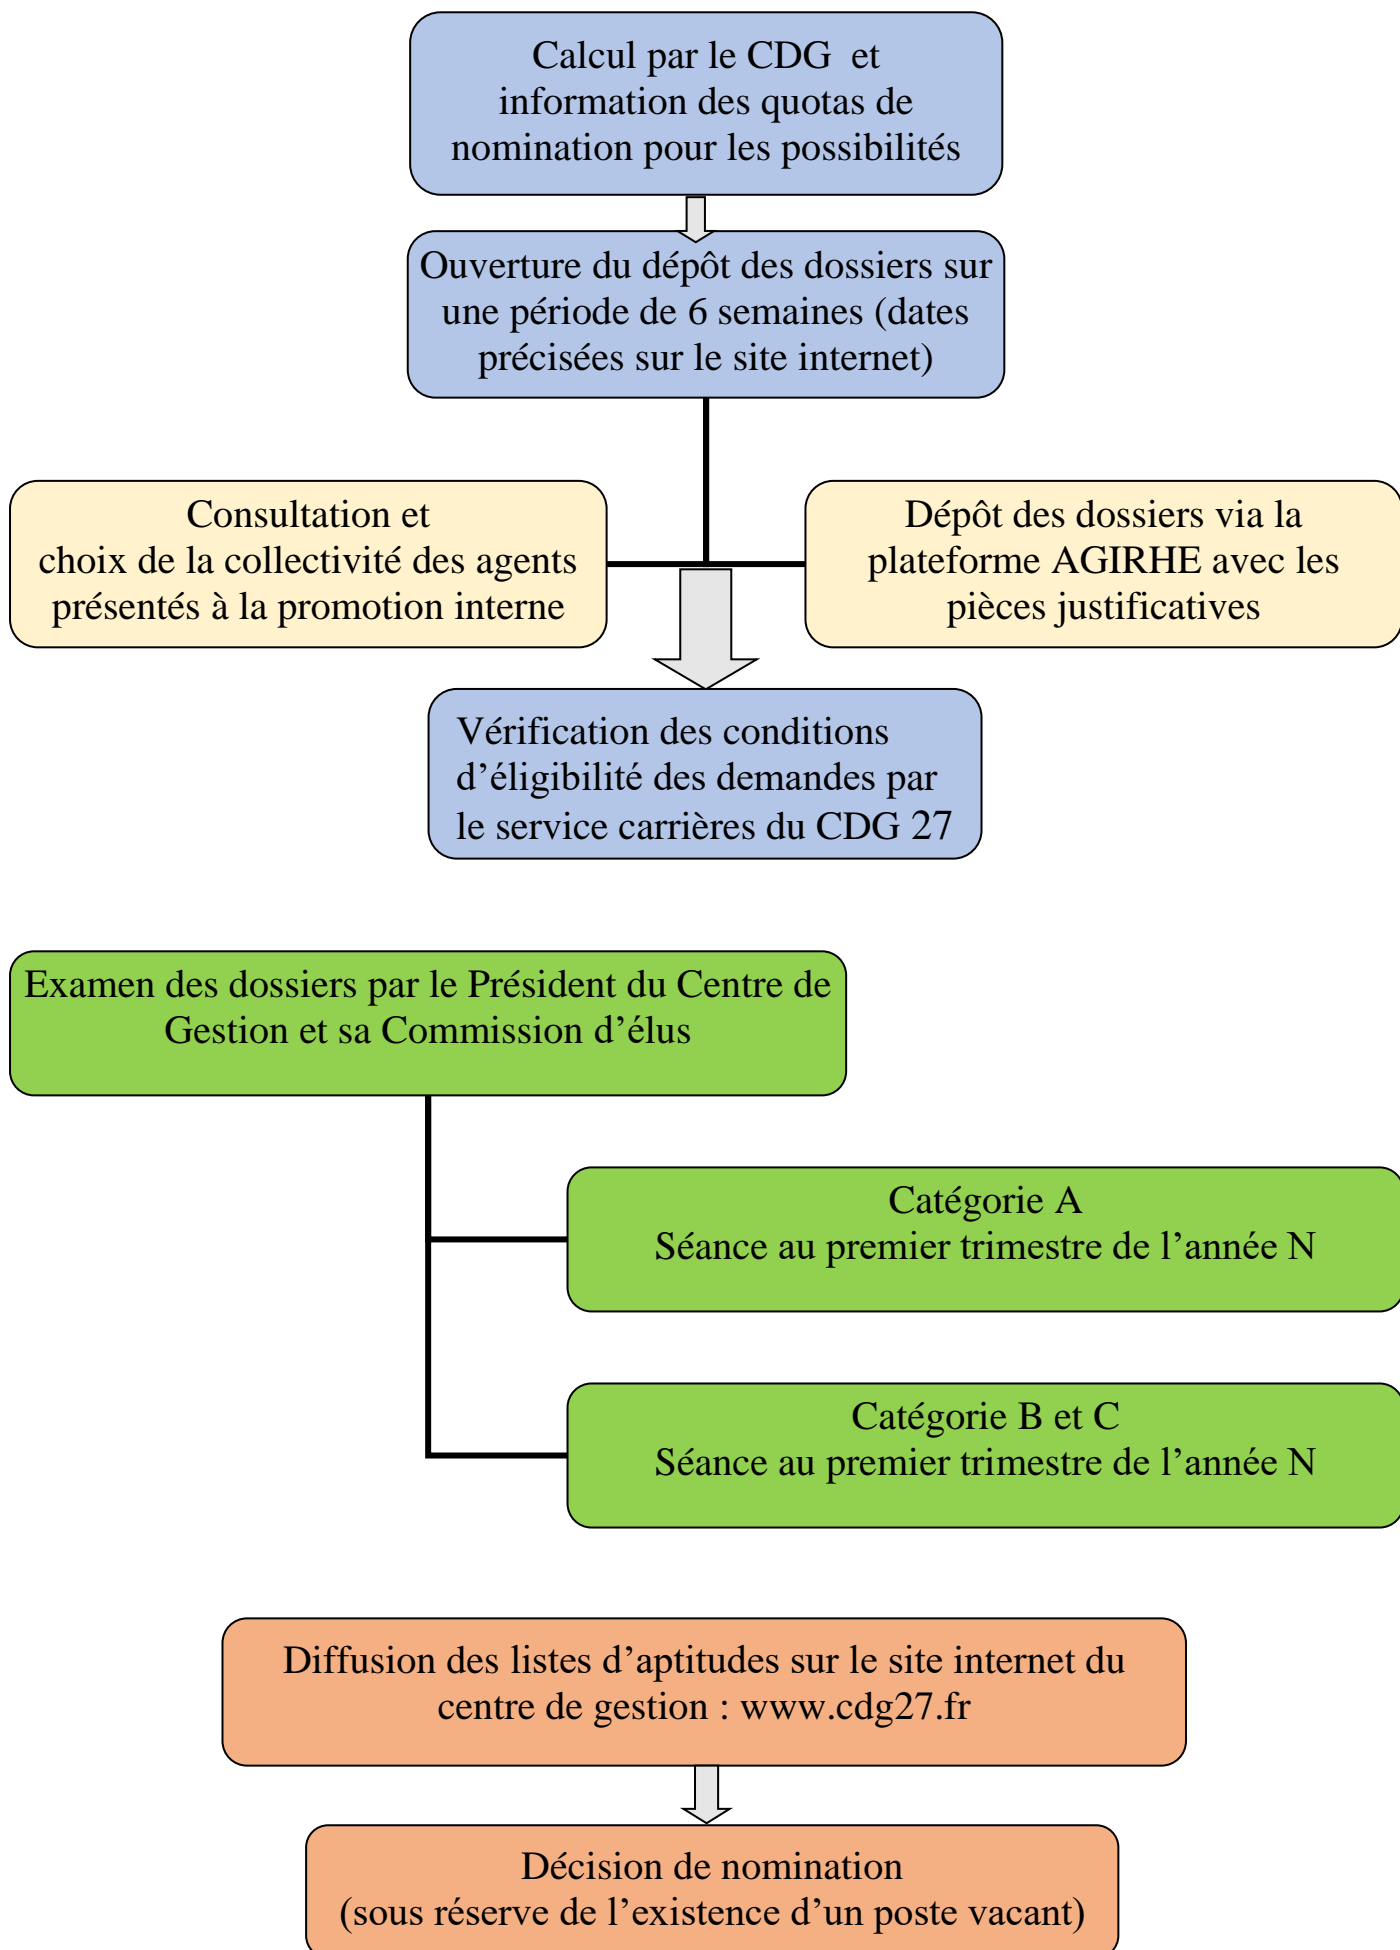 Calcul par le CDG et
information des quotas de
nomination pour les possibilités
Ouverture du dépôt des dossiers sur
une période de 6 semaines (dates
précisées sur le site internet)
Consultation et
choix de la collectivité des agents
présentés à la promotion interne
Dépôt des dossiers via la
plateforme AGIRHE avec les
pièces justificatives
Vérification des conditions
d’éligibilité des demandes par
le service carrières du CDG 27
Examen des dossiers par le Président du Centre de
Gestion et sa Commission d’élus
Catégorie A
Séance au premier trimestre de l’année N
Catégorie B et C
Séance au premier trimestre de l’année N
Diffusion des listes d’aptitudes sur le site internet du
centre de gestion : www.cdg27.fr
Décision de nomination
(sous réserve de l’existence d’un poste vacant)